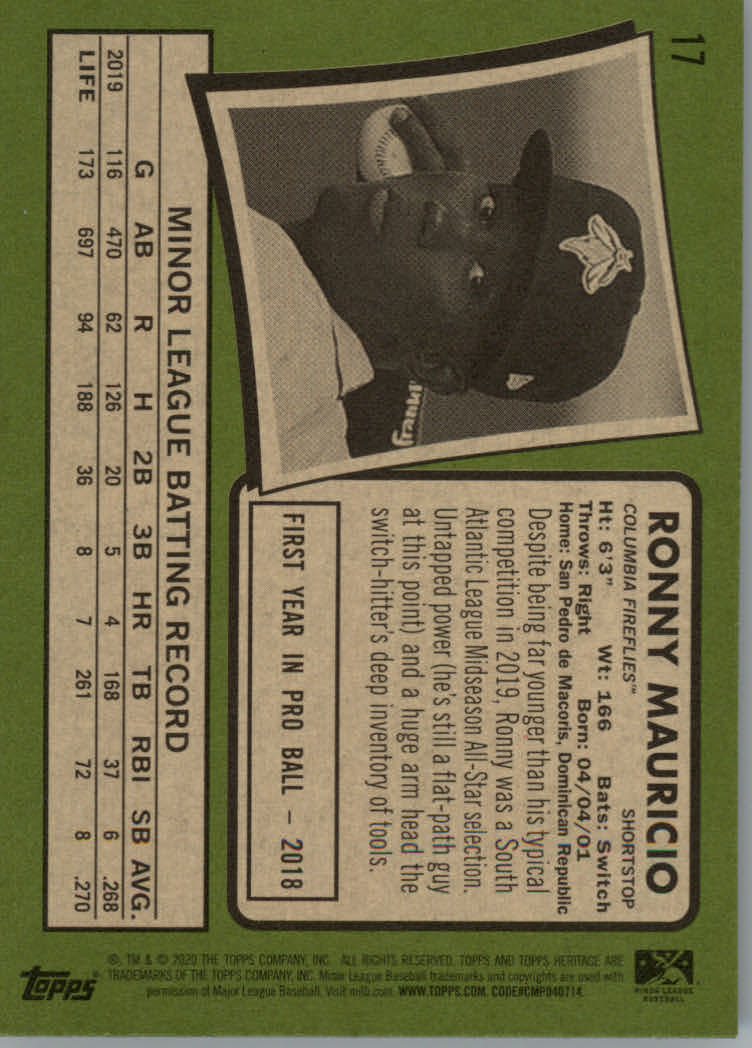 17
RONNY MAURICIO
COLUMBIA FIREFLIES™ SHORTSTOP
Ht: 6'3" Wt: 166 Bats: Switch
Throws: Right Born: 04/04/01
Home: San Pedro de Macoris, Dominican Republic
Despite being far younger than his typical
competition in 2019, Ronny was a South
Atlantic League Midseason All-Star selection.
Untapped power (he's still a flat-path guy
at this point) and a huge arm head the
switch-hitter's deep inventory of tools.
FIRST YEAR IN PRO BALL – 2018
MINOR LEAGUE BATTING RECORD
G AB R H 2B 3B HR TB RBI SB AVG.
2019 116 470 62 126 20 5 4 168 37 6 .268
LIFE 173 697 94 188 36 8 7 261 72 8 .270
MINOR LEAGUE
BASEBALL
®, TM & © 2020 THE TOPPS COMPANY, INC. ALL RIGHTS RESERVED. TOPPS AND TOPPS HERITAGE ARE
TRADEMARKS OF THE TOPPS COMPANY, INC. Minor League Baseball trademarks and copyrights are used with
permission of Major League Baseball. Visit milb.com. WWW.TOPPS.COM. CODE#CMP040714
topps®